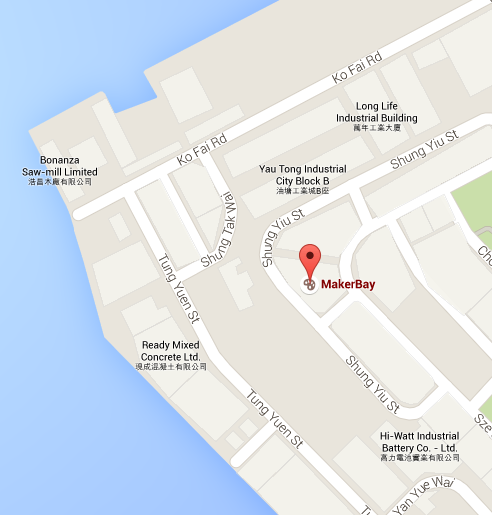 Ko Fai Rd
Long Life
Industrial Building
萬年工業大廈
Shung Yiu St
Ko Fai Rd
Bonanza
Saw-mill Limited
浩昌木廠有限公司
Yau Tong Industrial
City Block B
油塘工業城B座
Shung Tak Wai
Shung Yiu St
Tung Yuen St
MakerBay
Cho
Ready Mixed
Concrete Ltd.
現成混凝土有限公司
Shung Yiu St
Tung Yuen St
Sze
Hi-Watt Industrial
Battery Co. - Ltd.
高力電池實業有限公司
Yan Yue Wai